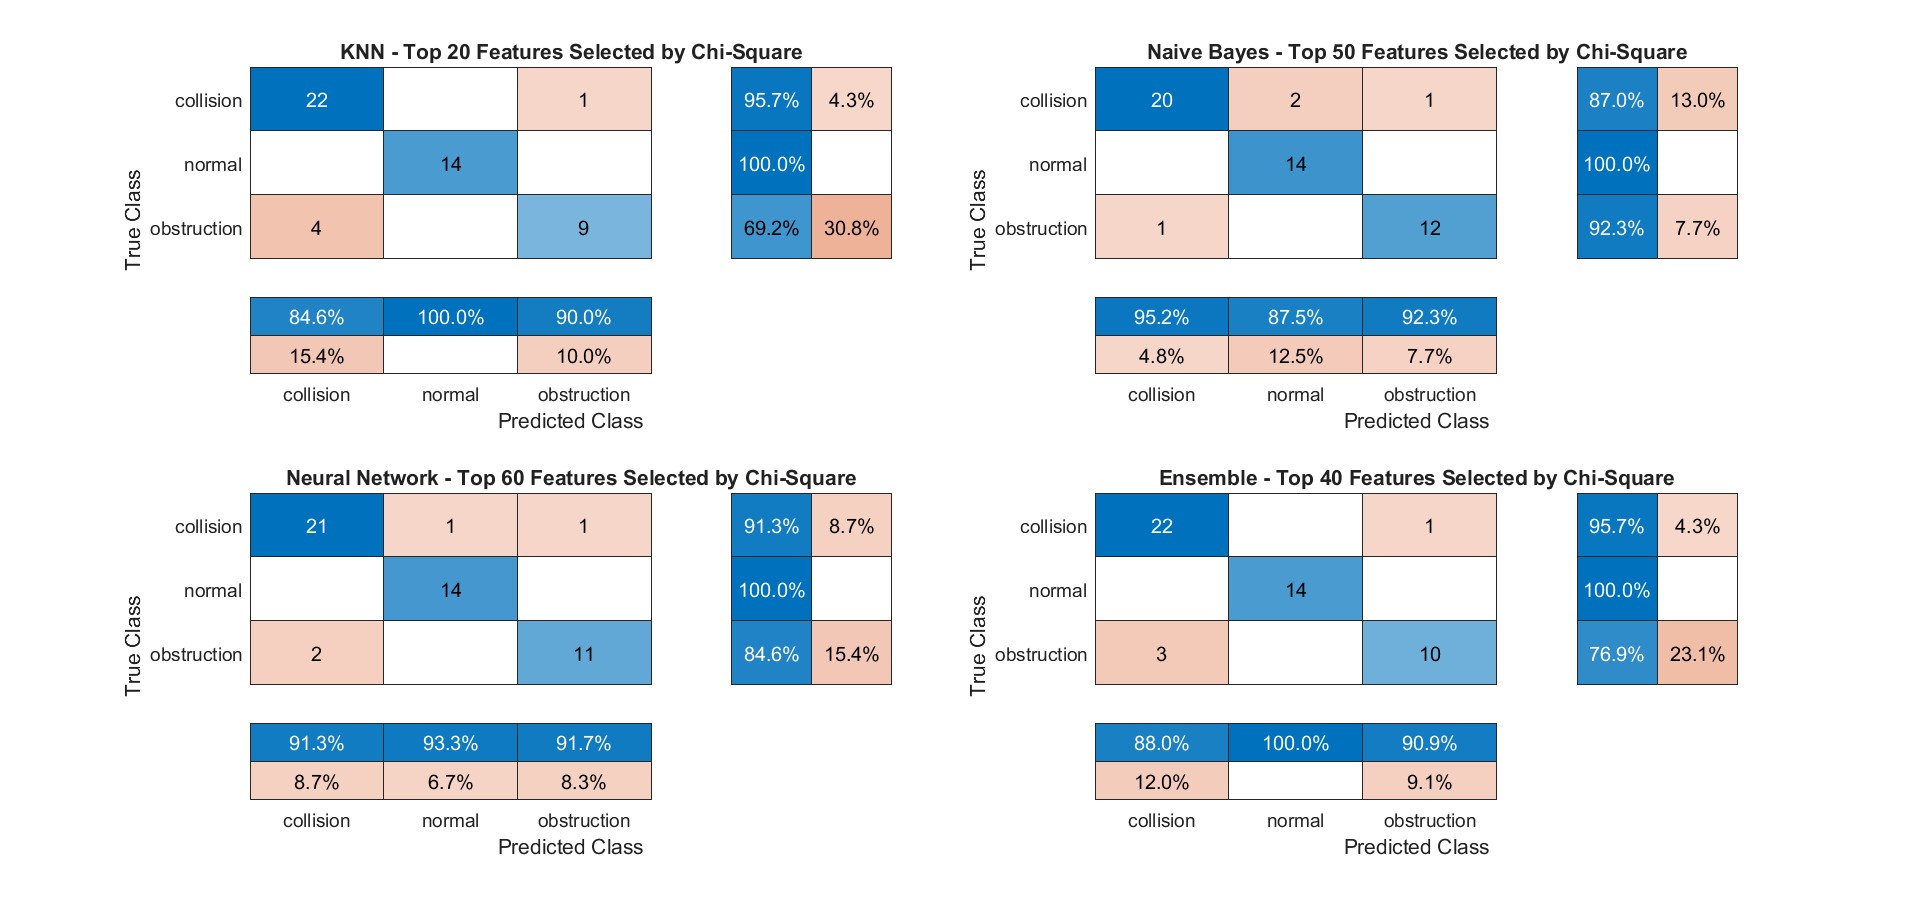 KNN - Top 20 Features Selected by Chi-Square
True Class
collision 22 1 95.7% 4.3%
normal 14 100.0%
obstruction 4 9 69.2% 30.8%
84.6% 100.0% 90.0%
15.4% 10.0%
collision normal obstruction
Predicted Class
Naive Bayes - Top 50 Features Selected by Chi-Square
True Class
collision 20 2 1 87.0% 13.0%
normal 14 100.0%
obstruction 1 12 92.3% 7.7%
95.2% 87.5% 92.3%
4.8% 12.5% 7.7%
collision normal obstruction
Predicted Class
Neural Network - Top 60 Features Selected by Chi-Square
True Class
collision 21 1 1 91.3% 8.7%
normal 14 100.0%
obstruction 2 11 84.6% 15.4%
91.3% 93.3% 91.7%
8.7% 6.7% 8.3%
collision normal obstruction
Predicted Class
Ensemble - Top 40 Features Selected by Chi-Square
True Class
collision 22 1 95.7% 4.3%
normal 14 100.0%
obstruction 3 10 76.9% 23.1%
88.0% 100.0% 90.9%
12.0% 9.1%
collision normal obstruction
Predicted Class